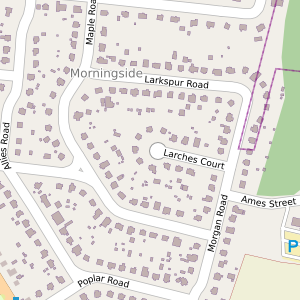 Maple Road
Morningside
Larkspur Road
Allies Road
Larches Court
Ames Street
Morgan Road
Poplar Road
P